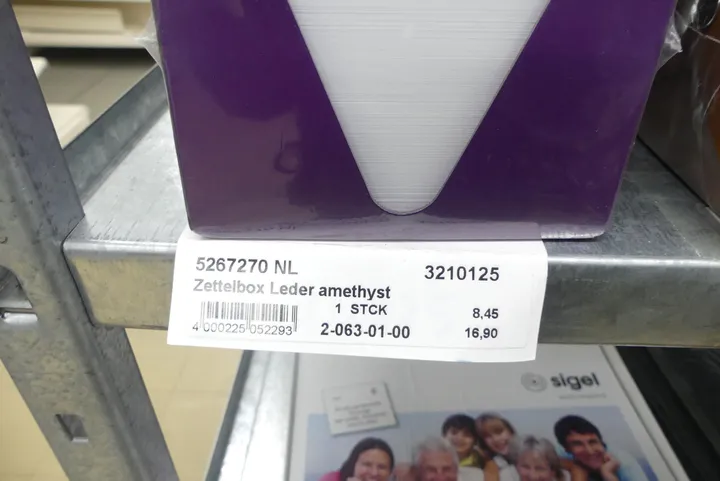 5267270 NL 3210125
Zettelbox Leder amethyst
1 STCK 8,45
4 000225 052293 2-063-01-00 16,90
sigel